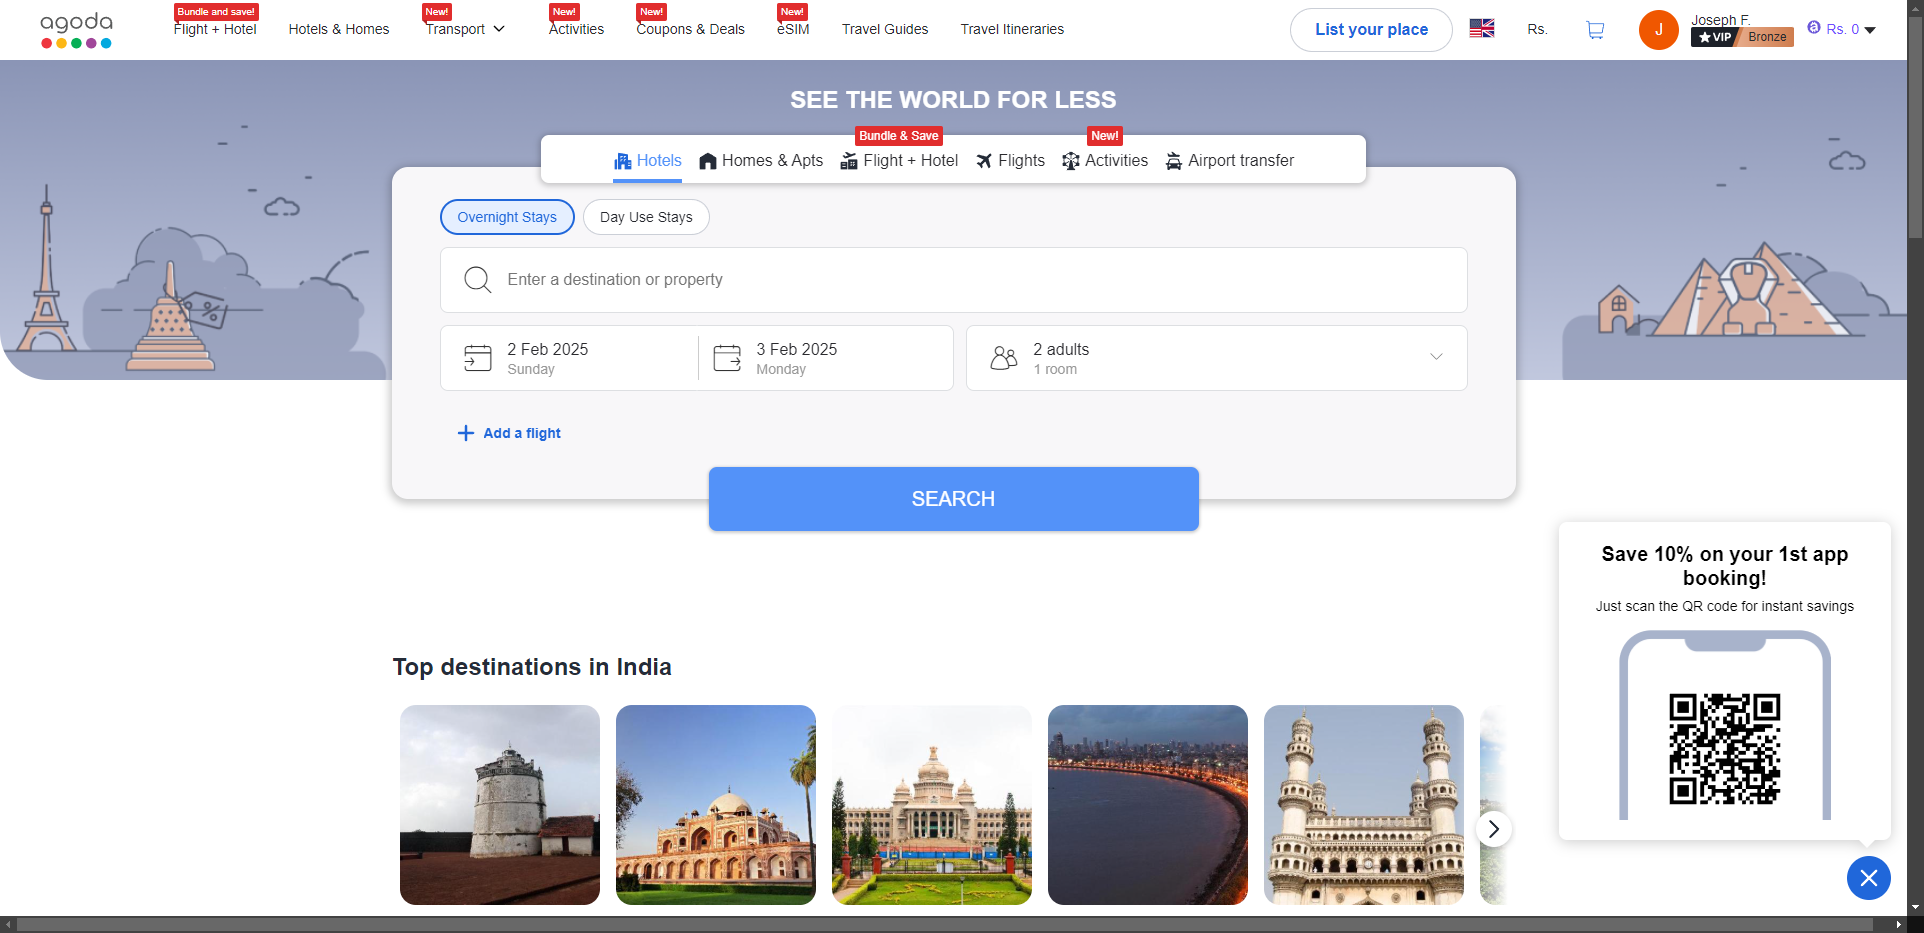 agoda
Bundle and save!
Flight + Hotel
Hotels & Homes
New!
Transport
New!
Activities
New!
Coupons & Deals
New!
eSIM
Travel Guides
Travel Itineraries
List your place
Rs.
J
Joseph F.
VIP
Bronze
Rs. 0
SEE THE WORLD FOR LESS
Hotels
Homes & Apts
Bundle & Save
Flight + Hotel
Flights
New!
Activities
Airport transfer
Overnight Stays
Day Use Stays
Enter a destination or property
2 Feb 2025
Sunday
3 Feb 2025
Monday
2 adults
1 room
Add a flight
SEARCH
Save 10% on your 1st app
booking!
Just scan the QR code for instant savings
Top destinations in India